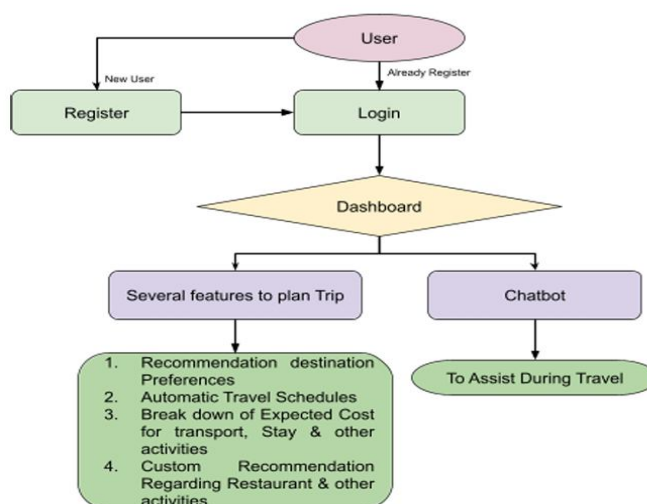 User
New User
Already Register
Register
Login
Dashboard
Several features to plan Trip
Chatbot
1. Recommendation destination
Preferences
2. Automatic Travel Schedules
3. Break down of Expected Cost
for transport, Stay & other
activities
4. Custom Recommendation
Regarding Restaurant & other
activities
To Assist During Travel